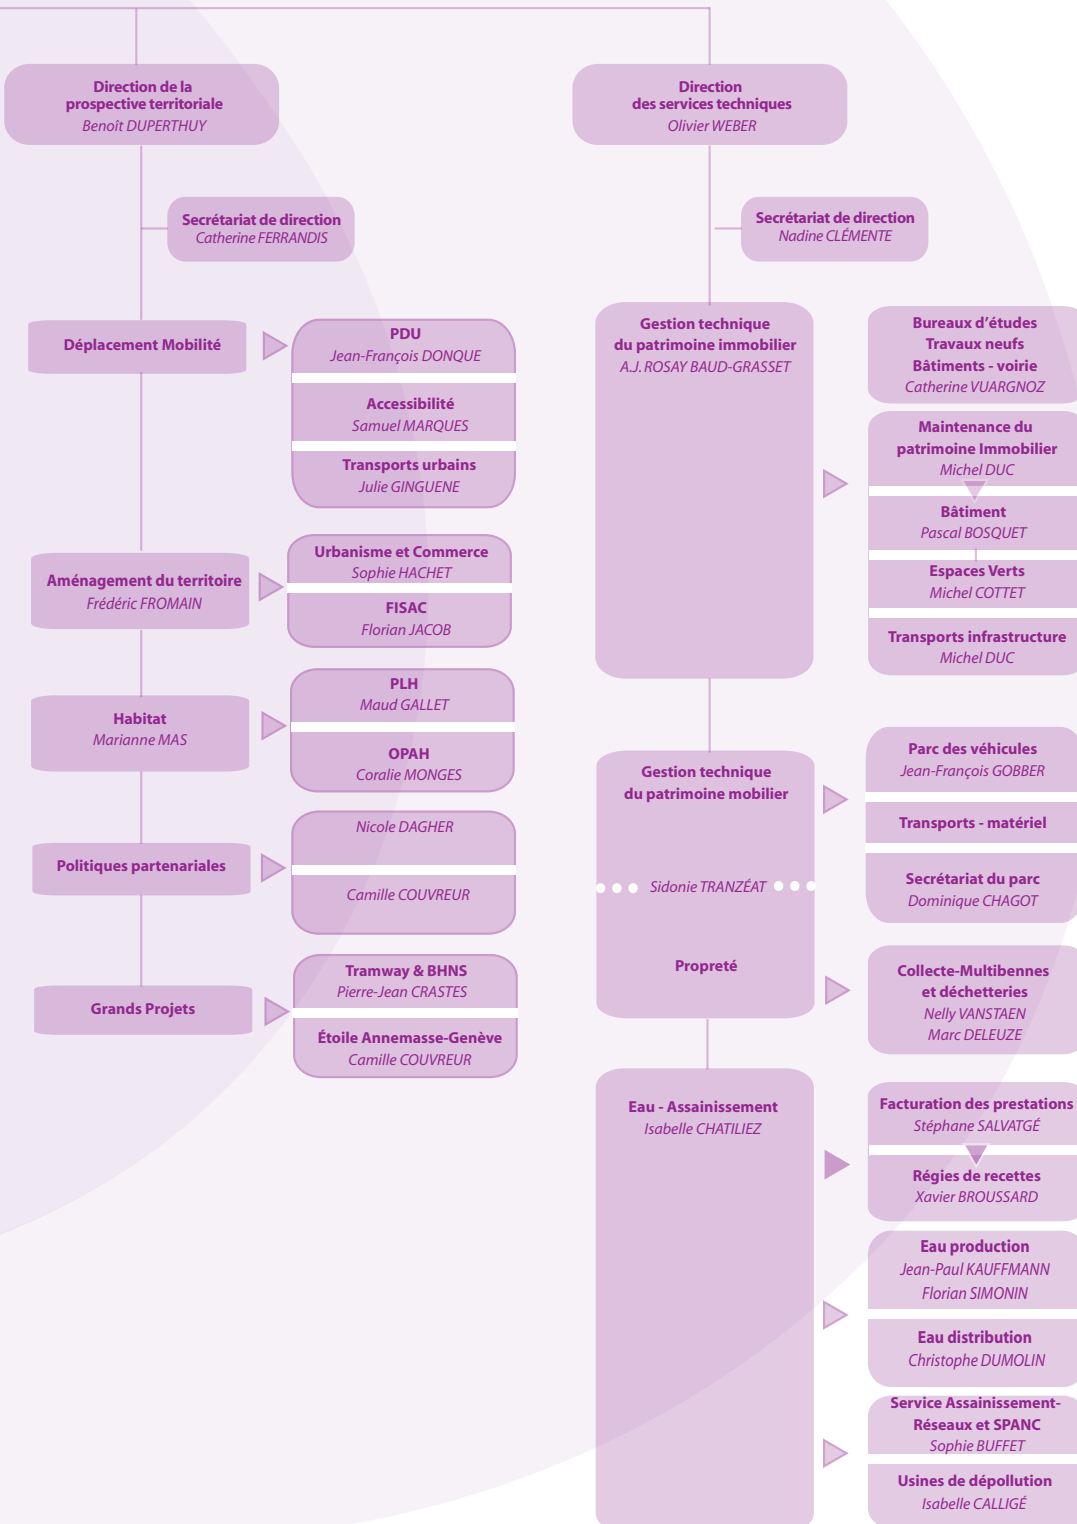 Direction de la
prospective territoriale
Benoît DUPERTHUY
Secrétariat de direction
Catherine FERRANDIS
Déplacement Mobilité
PDU
Jean-François DONQUE
Accessibilité
Samuel MARQUES
Transports urbains
Julie GINGUENE
Aménagement du territoire
Frédéric FROMAIN
Urbanisme et Commerce
Sophie HACHET
FISAC
Florian JACOB
Habitat
Marianne MAS
PLH
Maud GALLET
OPAH
Coralie MONGES
Politiques partenariales
Nicole DAGHER
Camille COUVREUR
Grands Projets
Tramway & BHNS
Pierre-Jean CRASTES
Étoile Annemasse-Genève
Camille COUVREUR
Direction
des services techniques
Olivier WEBER
Secrétariat de direction
Nadine CLÉMENTE
Gestion technique
du patrimoine immobilier
A.J. ROSAY BAUD-GRASSET
Bureaux d'études
Travaux neufs
Bâtiments - voirie
Catherine VUARGNOZ
Maintenance du
patrimoine Immobilier
Michel DUC
Bâtiment
Pascal BOSQUET
Espaces Verts
Michel COTTET
Transports infrastructure
Michel DUC
Gestion technique
du patrimoine mobilier
Sidonie TRANZÉAT
Propreté
Parc des véhicules
Jean-François GOBBER
Transports - matériel
Secrétariat du parc
Dominique CHAGOT
Collecte-Multibennes
et déchetteries
Nelly VANSTAEN
Marc DELEUZE
Eau - Assainissement
Isabelle CHATILIEZ
Facturation des prestations
Stéphane SALVATGÉ
Régies de recettes
Xavier BROUSSARD
Eau production
Jean-Paul KAUFFMANN
Florian SIMONIN
Eau distribution
Christophe DUMOLIN
Service Assainissement-
Réseaux et SPANC
Sophie BUFFET
Usines de dépollution
Isabelle CALLIGÉ